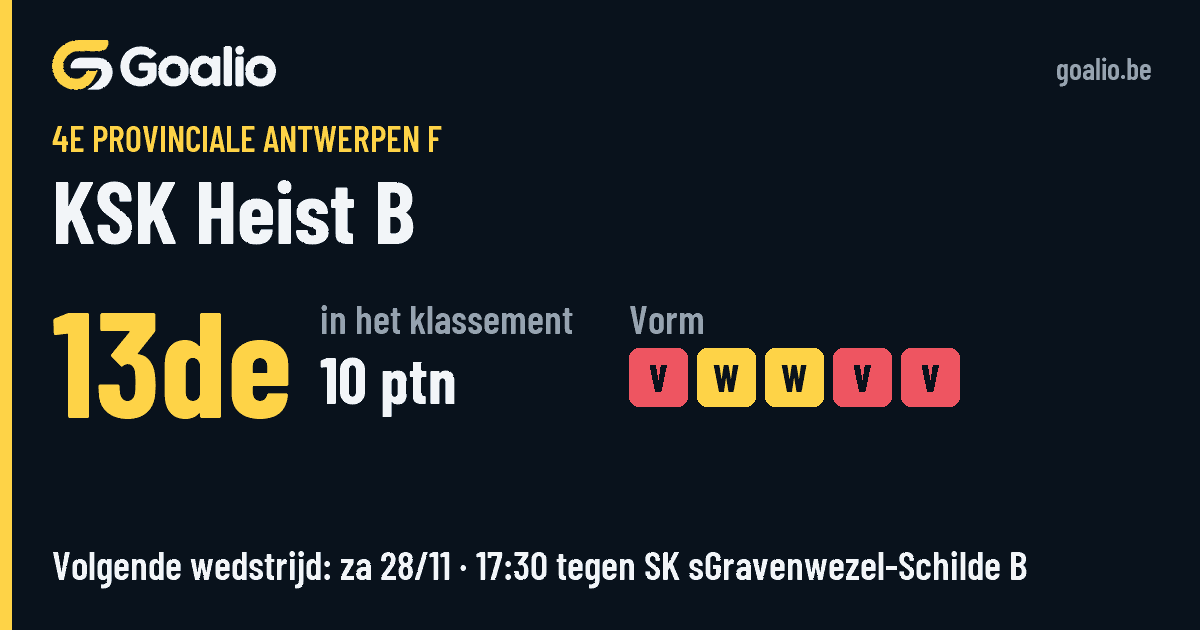 Goalio
goalio.be
4E PROVINCIALE ANTWERPEN F
KSK Heist B
13de
in het klassement
10 ptn
Vorm
V W W V V
Volgende wedstrijd: za 28/11 · 17:30 tegen SK sGravenwezel-Schilde B